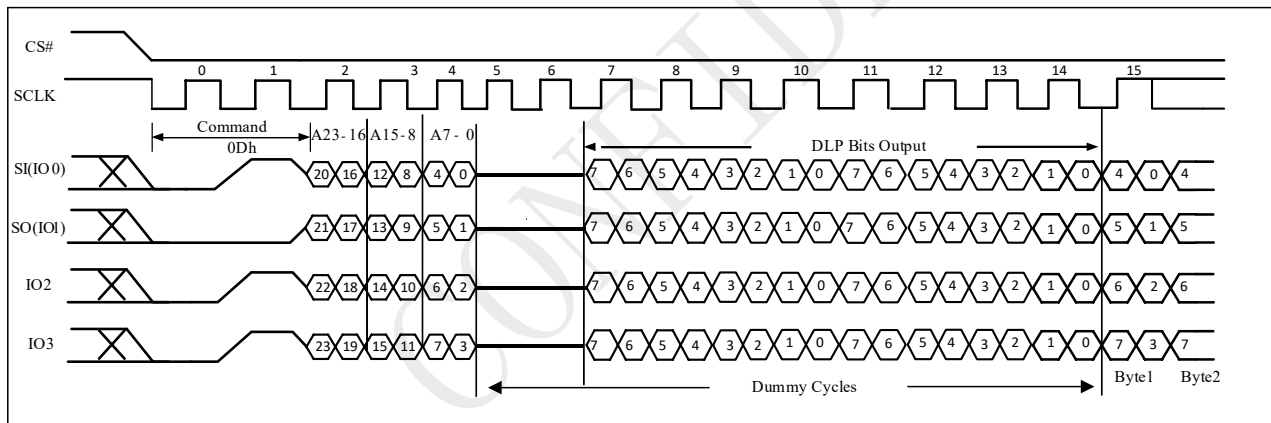 CS#
0 1 2 3 4 5 6 7 8 9 10 11 12 13 14 15
SCLK
Command A23-16 A15-8 A7-0
0Dh
DLP Bits Output
SI(IO0) 20 16 12 8 4 0 7 6 5 4 3 2 1 0 7 6 5 4 3 2 1 0 4 0 4
SO(IO1) 21 17 13 9 5 1 7 6 5 4 3 2 1 0 7 6 5 4 3 2 1 0 5 1 5
IO2 22 18 14 10 6 2 7 6 5 4 3 2 1 0 7 6 5 4 3 2 1 0 6 2 6
IO3 23 19 15 11 7 3 7 6 5 4 3 2 1 0 7 6 5 4 3 2 1 0 7 3 7
Dummy Cycles
Byte1 Byte2